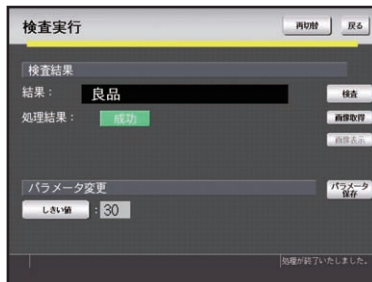 検査実行
再切替
戻る
検査結果
結果：
良品
検査
処理結果：
成功
画像取得
画像表示
パラメータ変更
パラメータ
保存
しきい値
：30
処理が終了いたしました。